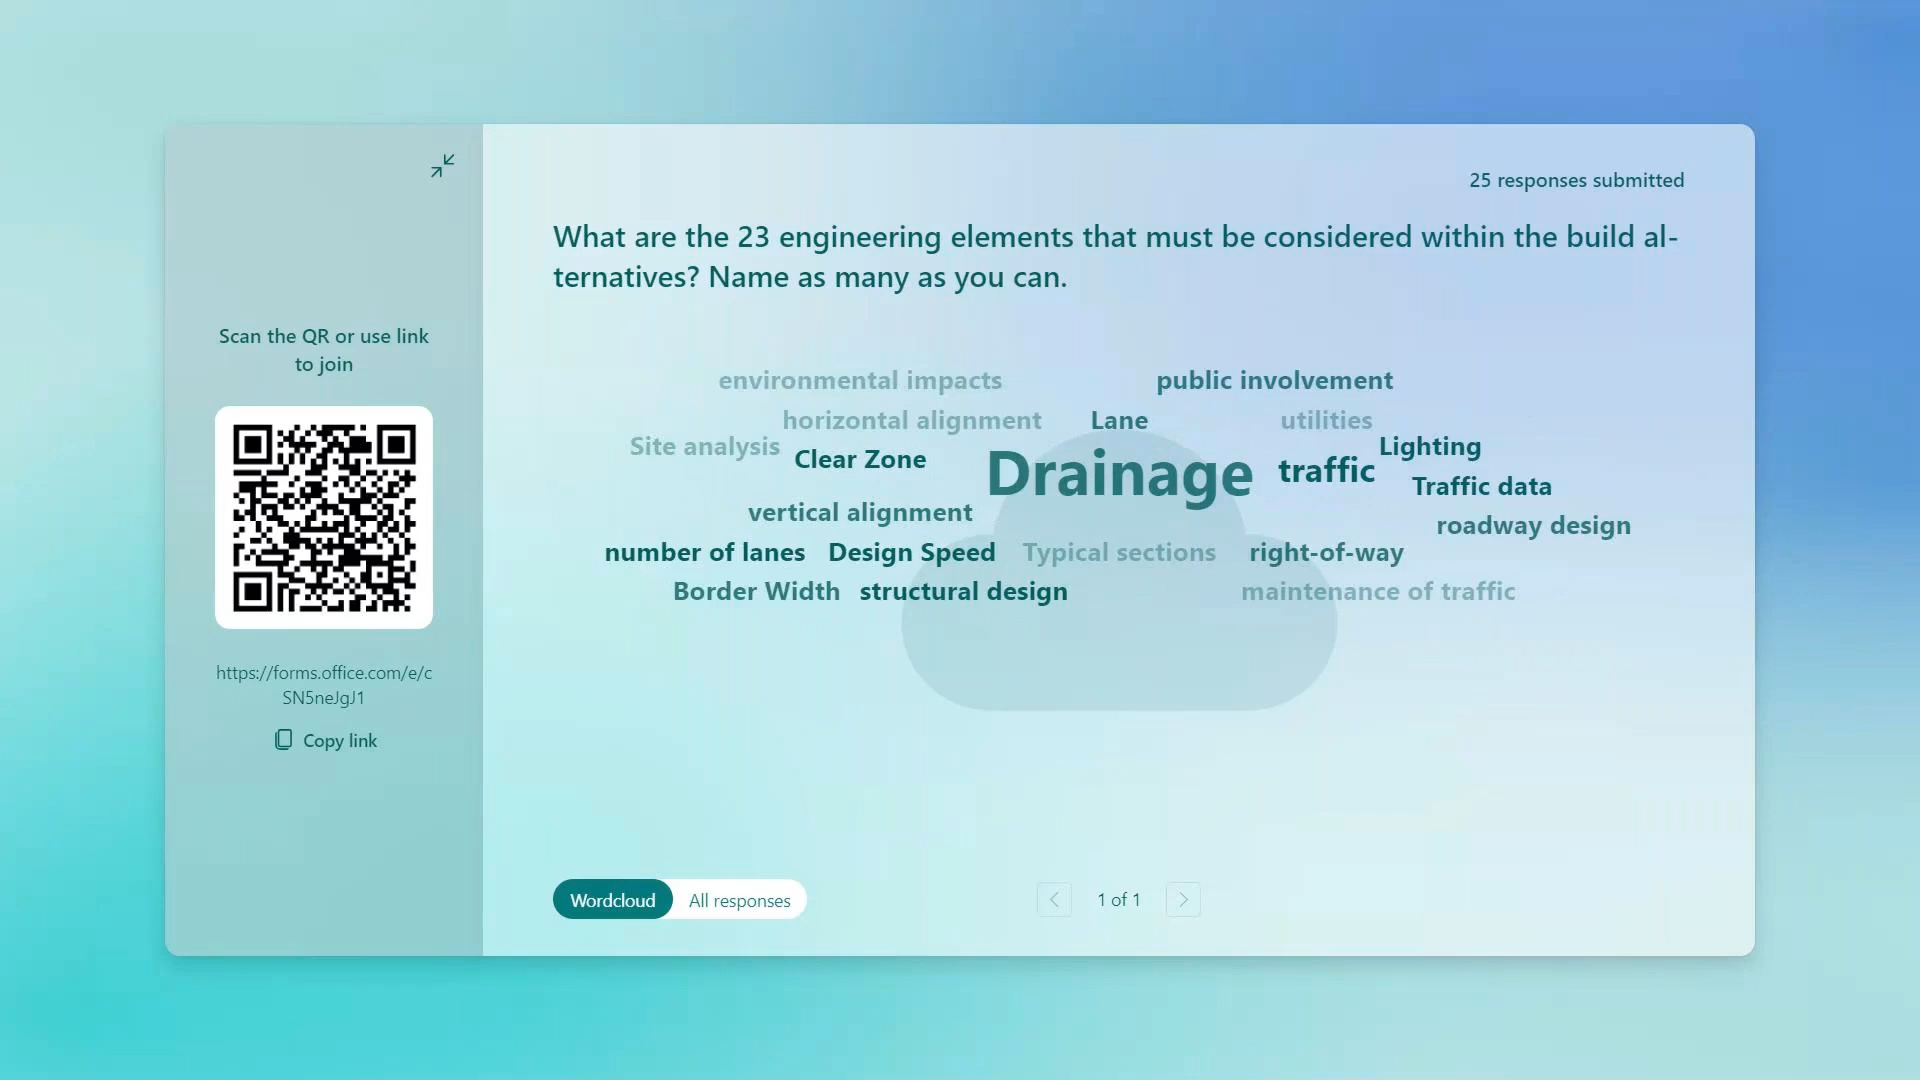 25 responses submitted
What are the 23 engineering elements that must be considered within the build al-
ternatives? Name as many as you can.
Scan the QR or use link
to join
https://forms.office.com/e/c
SN5neJgJ1
Copy link
environmental impacts
public involvement
horizontal alignment
Lane
utilities
Site analysis
Clear Zone
Drainage
traffic
Lighting
Traffic data
vertical alignment
roadway design
number of lanes
Design Speed
Typical sections
right-of-way
Border Width
structural design
maintenance of traffic
Wordcloud
All responses
1 of 1